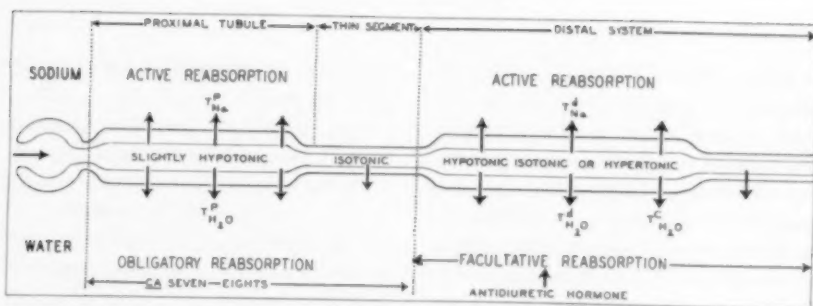 PROXIMAL TUBULE THIN SEGMENT DISTAL SYSTEM
SODIUM ACTIVE REABSORPTION ACTIVE REABSORPTION
T^P_Na T^d_Na
SLIGHTLY HYPOTONIC ISOTONIC HYPOTONIC ISOTONIC OR HYPERTONIC
T^P_H2O T^d_H2O T^C_H2O
WATER OBLIGATORY REABSORPTION FACULTATIVE REABSORPTION
CA SEVEN-EIGHTS ANTIDIURETIC HORMONE